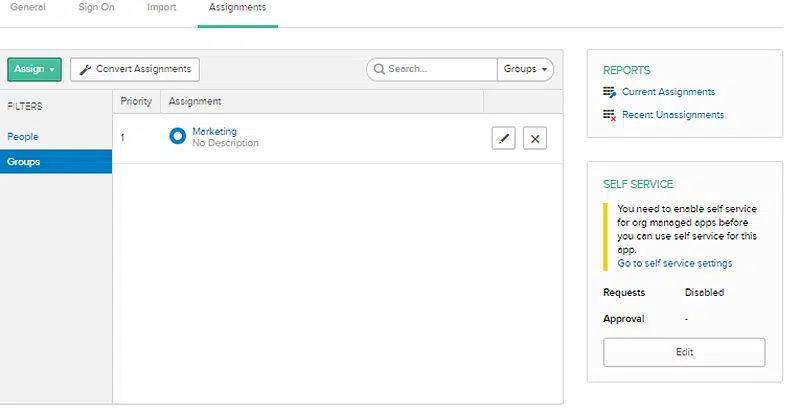 General Sign On Import Assignments
Assign Convert Assignments Search... Groups
FILTERS
People
Groups
Priority Assignment
1 Marketing
No Description
REPORTS
Current Assignments
Recent Unassignments
SELF SERVICE
You need to enable self service
for org managed apps before
you can use self service for this
app.
Go to self service settings
Requests Disabled
Approval -
Edit